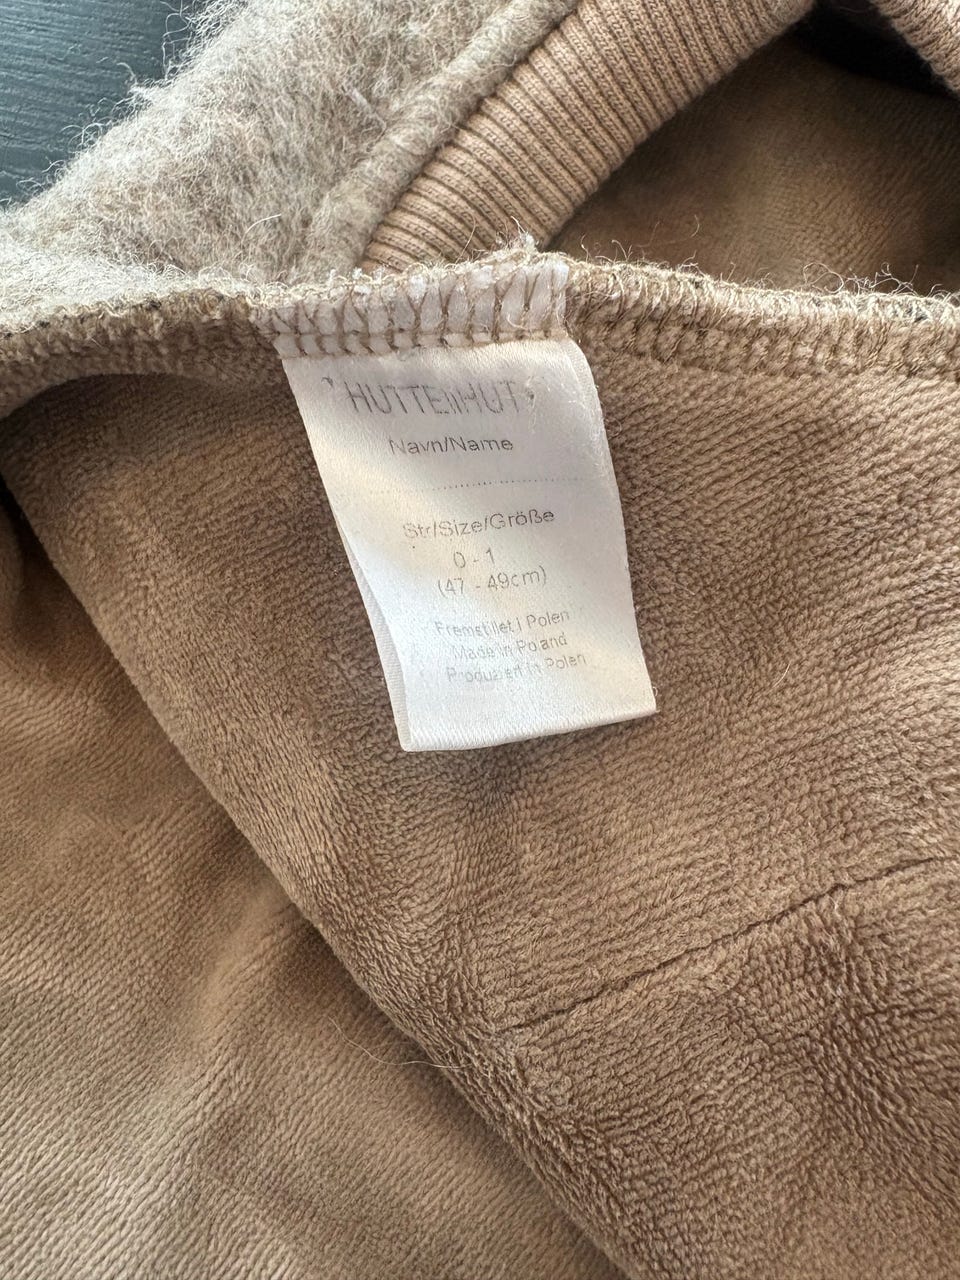 HUTTEliHUT
Navn/Name
Str/Size/Größe
0 - 1
(47 - 49cm)
Fremstillet i Polen
Made in Poland
Produziert in Polen